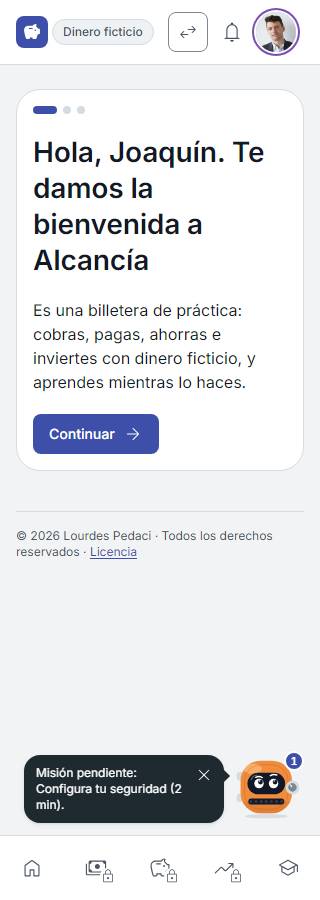 Dinero ficticio
Hola, Joaquín. Te
damos la
bienvenida a
Alcancía
Es una billetera de práctica:
cobras, pagas, ahorras e
inviertes con dinero ficticio, y
aprendes mientras lo haces.
Continuar
© 2026 Lourdes Pedaci · Todos los derechos
reservados · Licencia
Misión pendiente:
Configura tu seguridad (2
min).
1